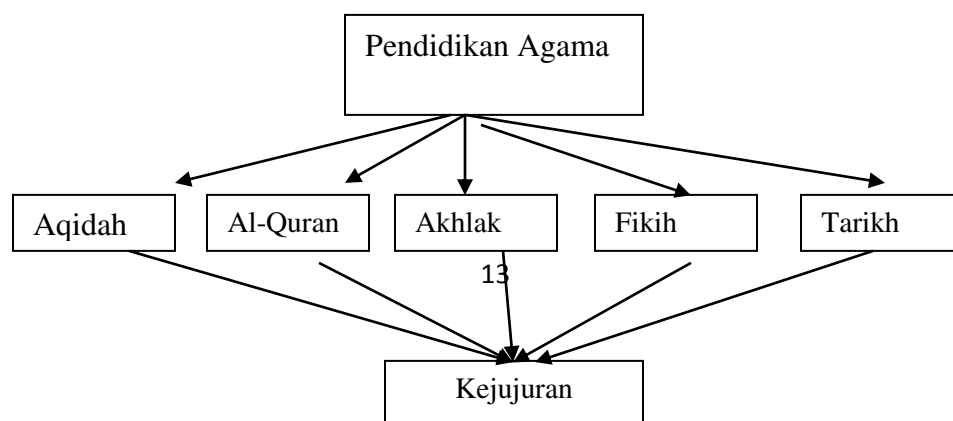 Pendidikan Agama
Aqidah
Al-Quran
Akhlak
Fikih
Tarikh
13
Kejujuran